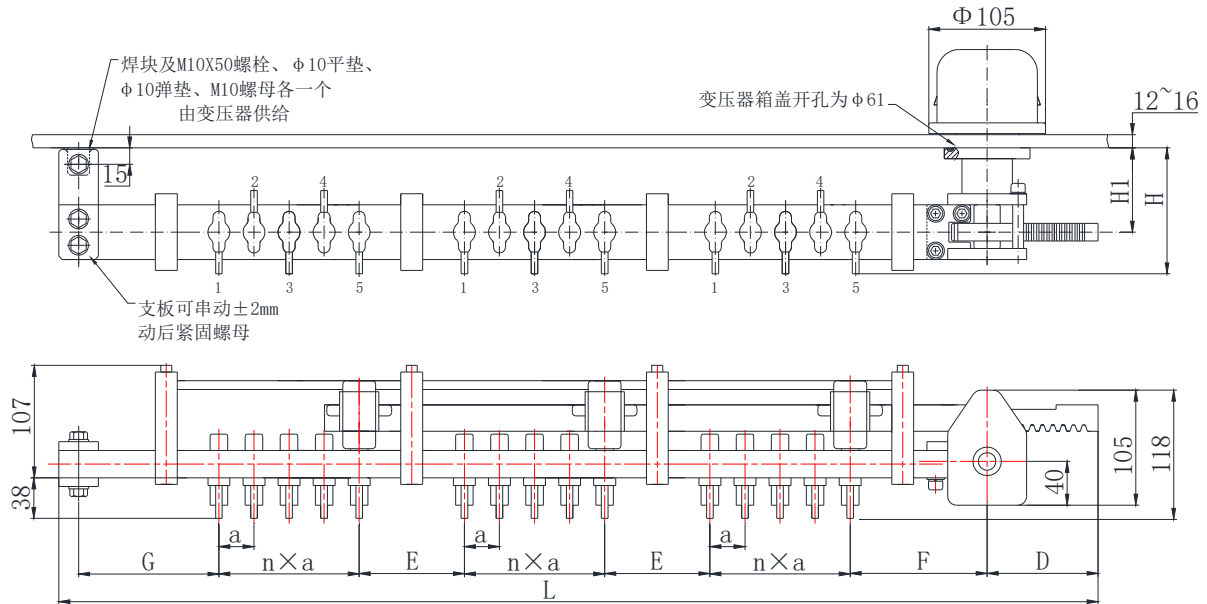 Φ105
焊块及M10X50螺栓、φ10平垫、
φ10弹垫、M10螺母各一个
由变压器供给
变压器箱盖开孔为φ61
12~16
15
H1
H
2 4 2 4 2 4
1 3 5 1 3 5 1 3 5
支板可串动±2mm
动后紧固螺母
107
38
105
118
40
a a a
G n×a E n×a E n×a F D
L